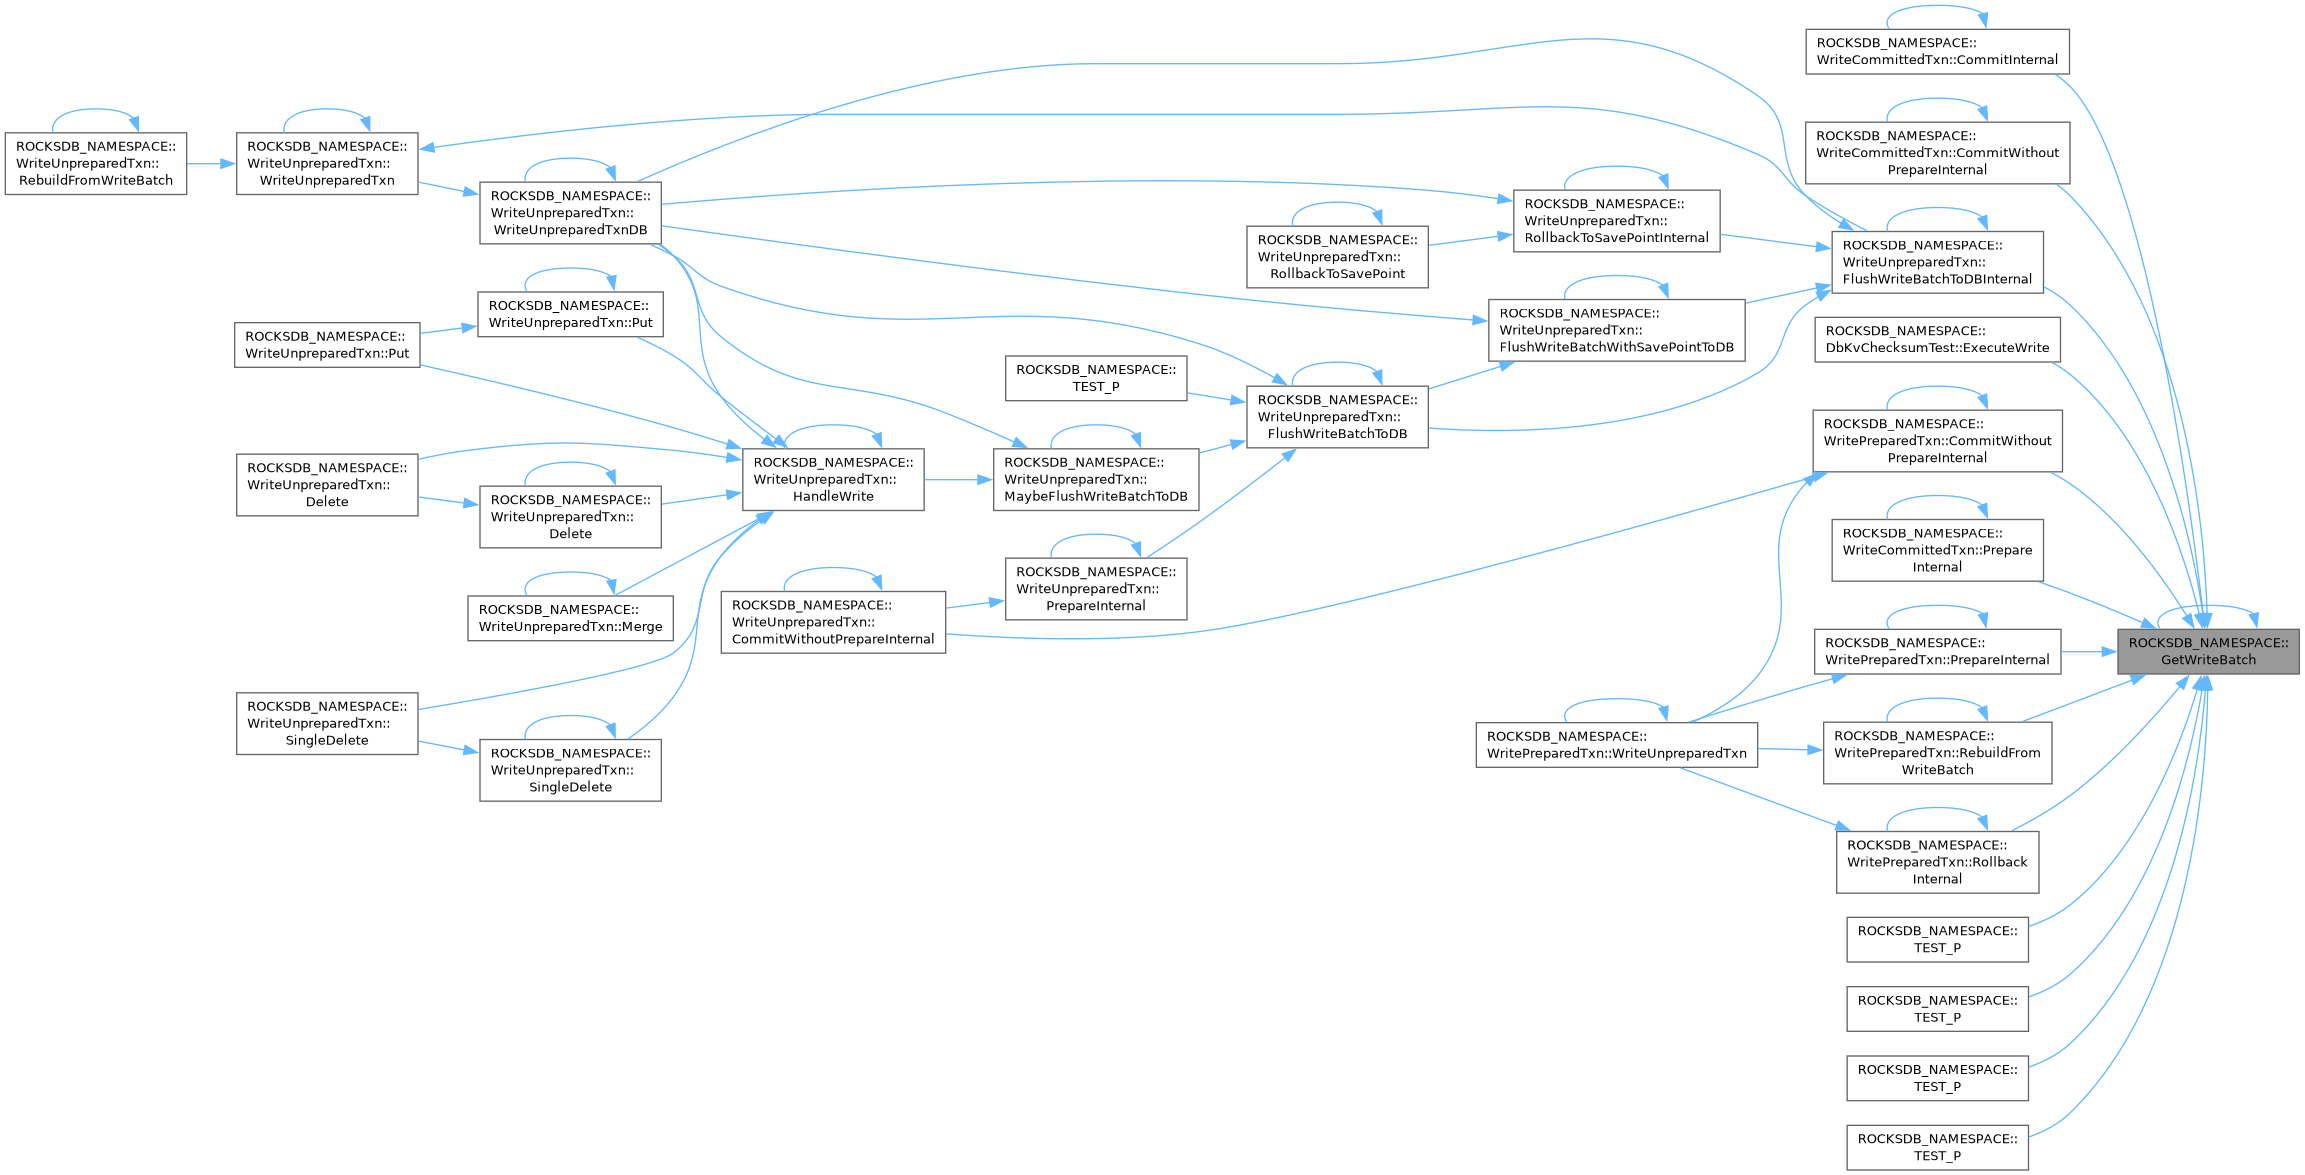 ROCKSDB_NAMESPACE::
WriteCommittedTxn::CommitInternal
ROCKSDB_NAMESPACE::
WriteCommittedTxn::CommitWithout
PrepareInternal
ROCKSDB_NAMESPACE::
WriteUnpreparedTxn::
RebuildFromWriteBatch
ROCKSDB_NAMESPACE::
WriteUnpreparedTxn::
WriteUnpreparedTxn
ROCKSDB_NAMESPACE::
WriteUnpreparedTxn::
WriteUnpreparedTxnDB
ROCKSDB_NAMESPACE::
WriteUnpreparedTxn::
RollbackToSavePointInternal
ROCKSDB_NAMESPACE::
WriteUnpreparedTxn::
RollbackToSavePoint
ROCKSDB_NAMESPACE::
WriteUnpreparedTxn::
FlushWriteBatchToDBInternal
ROCKSDB_NAMESPACE::
WriteUnpreparedTxn::Put
ROCKSDB_NAMESPACE::
WriteUnpreparedTxn::Put
ROCKSDB_NAMESPACE::
WriteUnpreparedTxn::
FlushWriteBatchWithSavePointToDB
ROCKSDB_NAMESPACE::
DbKvChecksumTest::ExecuteWrite
ROCKSDB_NAMESPACE::
TEST_P
ROCKSDB_NAMESPACE::
WriteUnpreparedTxn::
FlushWriteBatchToDB
ROCKSDB_NAMESPACE::
WritePreparedTxn::CommitWithout
PrepareInternal
ROCKSDB_NAMESPACE::
WriteUnpreparedTxn::
Delete
ROCKSDB_NAMESPACE::
WriteUnpreparedTxn::
Delete
ROCKSDB_NAMESPACE::
WriteUnpreparedTxn::
HandleWrite
ROCKSDB_NAMESPACE::
WriteUnpreparedTxn::
MaybeFlushWriteBatchToDB
ROCKSDB_NAMESPACE::
WriteCommittedTxn::Prepare
Internal
ROCKSDB_NAMESPACE::
WriteUnpreparedTxn::Merge
ROCKSDB_NAMESPACE::
WriteUnpreparedTxn::
CommitWithoutPrepareInternal
ROCKSDB_NAMESPACE::
WriteUnpreparedTxn::
PrepareInternal
ROCKSDB_NAMESPACE::
WritePreparedTxn::PrepareInternal
ROCKSDB_NAMESPACE::
GetWriteBatch
ROCKSDB_NAMESPACE::
WriteUnpreparedTxn::
SingleDelete
ROCKSDB_NAMESPACE::
WriteUnpreparedTxn::
SingleDelete
ROCKSDB_NAMESPACE::
WritePreparedTxn::WriteUnpreparedTxn
ROCKSDB_NAMESPACE::
WritePreparedTxn::RebuildFrom
WriteBatch
ROCKSDB_NAMESPACE::
WritePreparedTxn::Rollback
Internal
ROCKSDB_NAMESPACE::
TEST_P
ROCKSDB_NAMESPACE::
TEST_P
ROCKSDB_NAMESPACE::
TEST_P
ROCKSDB_NAMESPACE::
TEST_P